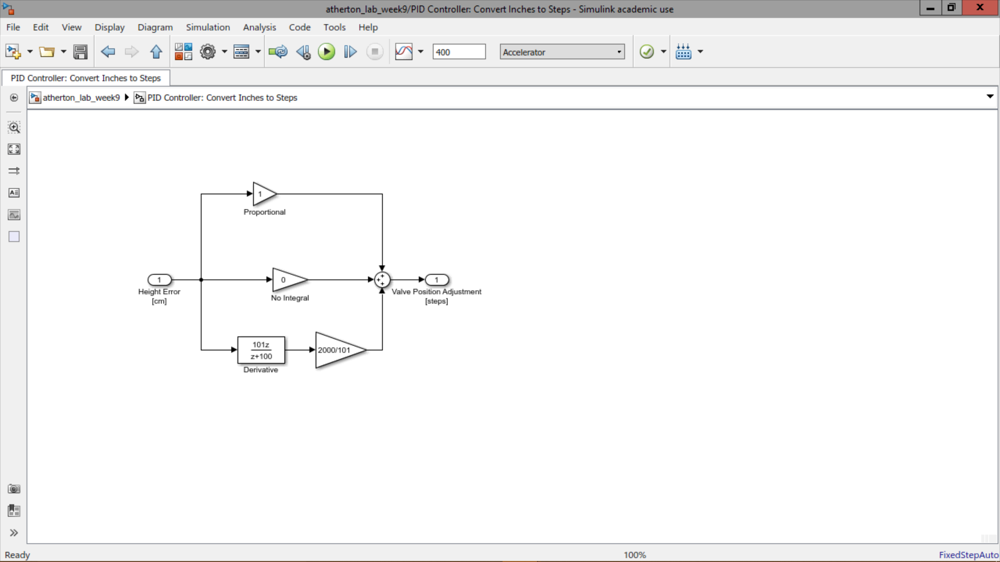 atherton_lab_week9/PID Controller: Convert Inches to Steps - Simulink academic use
File Edit View Display Diagram Simulation Analysis Code Tools Help
400 Accelerator
PID Controller: Convert Inches to Steps
atherton_lab_week9 PID Controller: Convert Inches to Steps
1
Proportional
1
Height Error
[cm]
0
No Integral
1
Valve Position Adjustment
[steps]
101z
z+100
Derivative
2000/101
Ready 100% FixedStepAuto